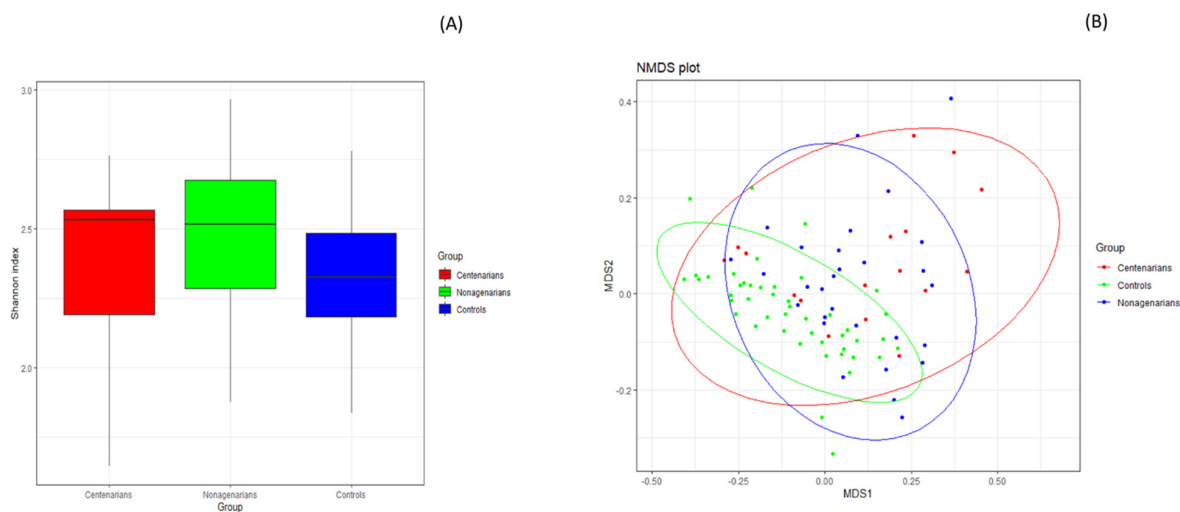 (A)
3.0
2.5
2.0
Shannon index
Centenarians
Nonagenarians
Controls
Group
Group
Centenarians
Nonagenarians
Controls
(B)
NMDS plot
0.4
0.2
0.0
-0.2
MDS2
-0.50
-0.25
0.00
0.25
0.50
MDS1
Group
Centenarians
Controls
Nonagenarians